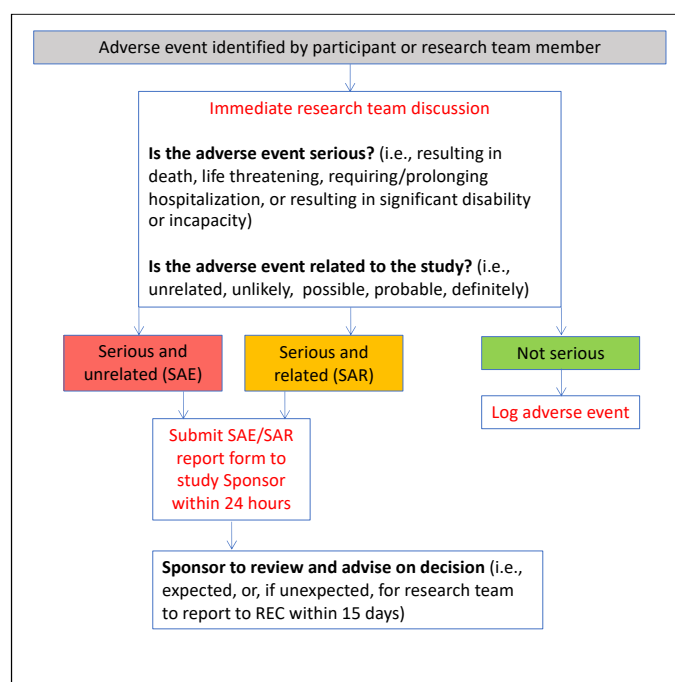 Adverse event identified by participant or research team member
Immediate research team discussion
Is the adverse event serious? (i.e., resulting in
death, life threatening, requiring/prolonging
hospitalization, or resulting in significant disability
or incapacity)
Is the adverse event related to the study? (i.e.,
unrelated, unlikely, possible, probable, definitely)
Serious and
unrelated (SAE)
Serious and
related (SAR)
Not serious
Submit SAE/SAR
report form to
study Sponsor
within 24 hours
Log adverse event
Sponsor to review and advise on decision (i.e.,
expected, or, if unexpected, for research team
to report to REC within 15 days)